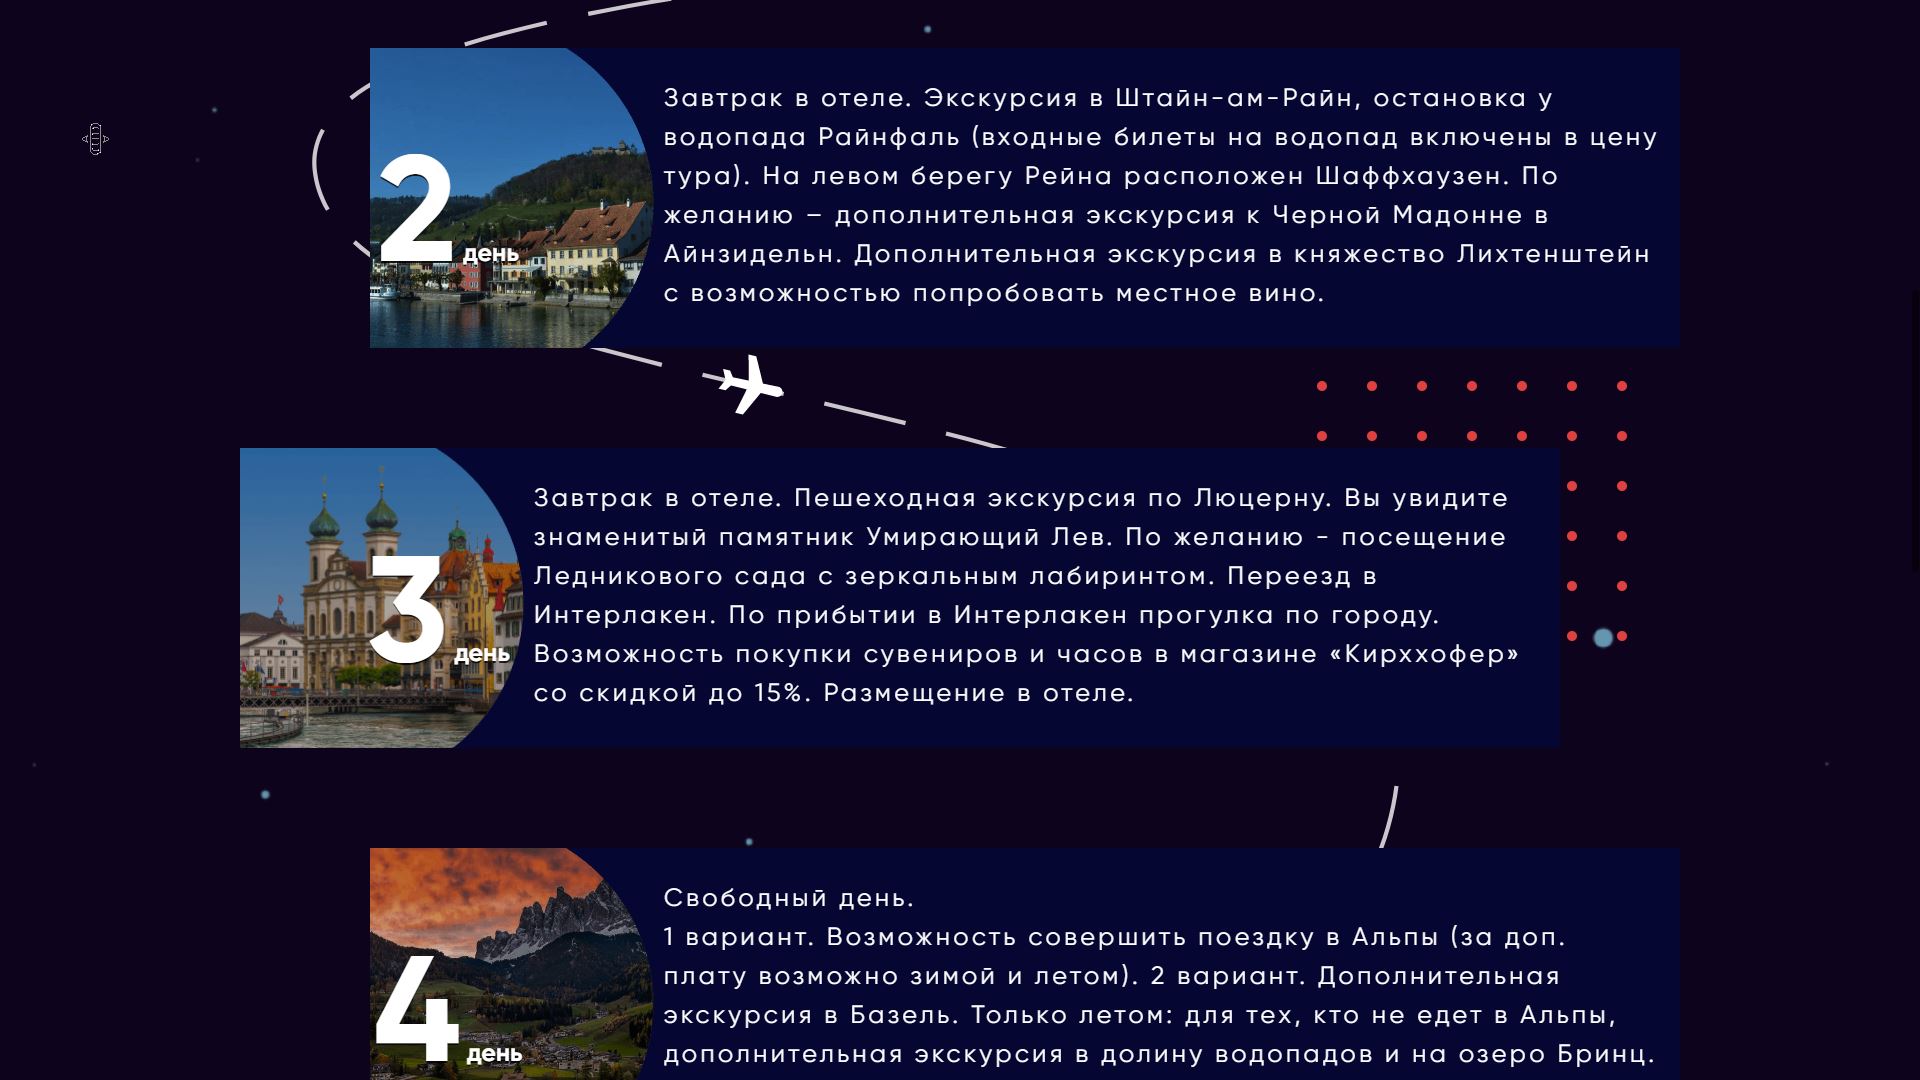 Завтрак в отеле. Экскурсия в Штайн-ам-Райн, остановка у
водопада Райнфаль (входные билеты на водопад включены в цену
тура). На левом берегу Рейна расположен Шаффхаузен. По
желанию – дополнительная экскурсия к Черной Мадонне в
Айнзидельн. Дополнительная экскурсия в княжество Лихтенштейн
с возможностью попробовать местное вино.
2 день
Завтрак в отеле. Пешеходная экскурсия по Люцерну. Вы увидите
знаменитый памятник Умирающий Лев. По желанию - посещение
Ледникового сада с зеркальным лабиринтом. Переезд в
Интерлакен. По прибытии в Интерлакен прогулка по городу.
Возможность покупки сувениров и часов в магазине «Кирххофер»
со скидкой до 15%. Размещение в отеле.
3 день
Свободный день.
1 вариант. Возможность совершить поездку в Альпы (за доп.
плату возможно зимой и летом). 2 вариант. Дополнительная
экскурсия в Базель. Только летом: для тех, кто не едет в Альпы,
дополнительная экскурсия в долину водопадов и на озеро Бринц.
4 день